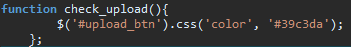 function check_upload(){
$('#upload_btn').css('color', '#39c3da');
};